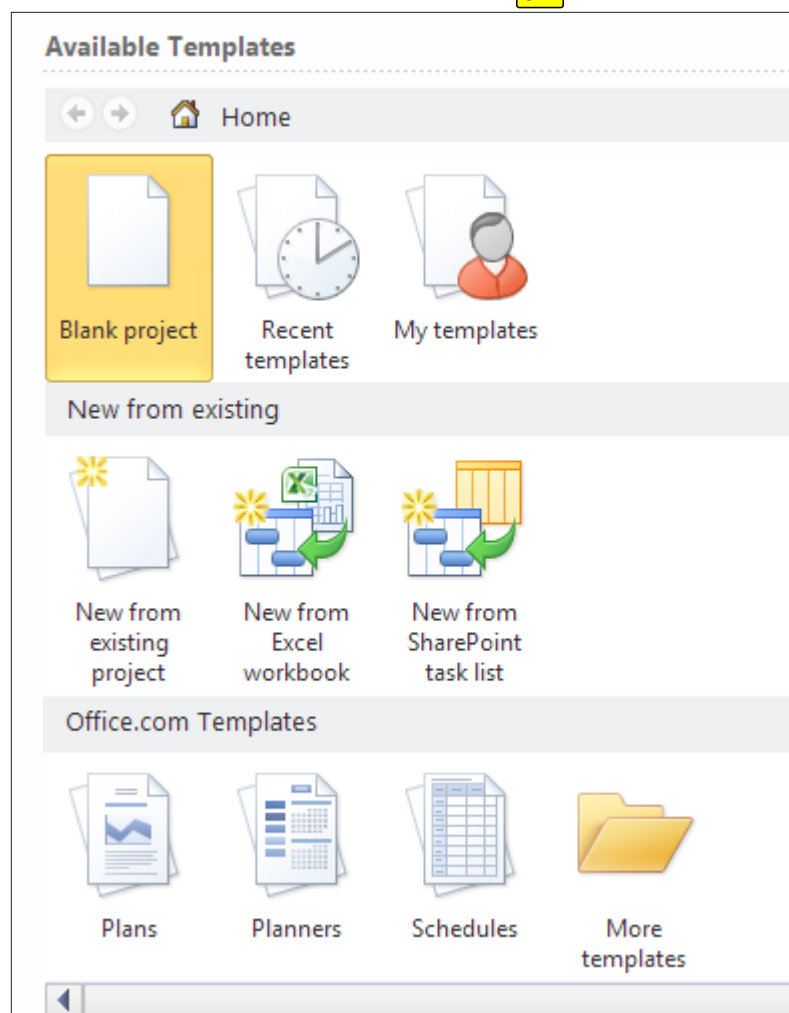 Available Templates
Home
Blank project
Recent
templates
My templates
New from existing
New from
existing
project
New from
Excel
workbook
New from
SharePoint
task list
Office.com Templates
Plans
Planners
Schedules
More
templates